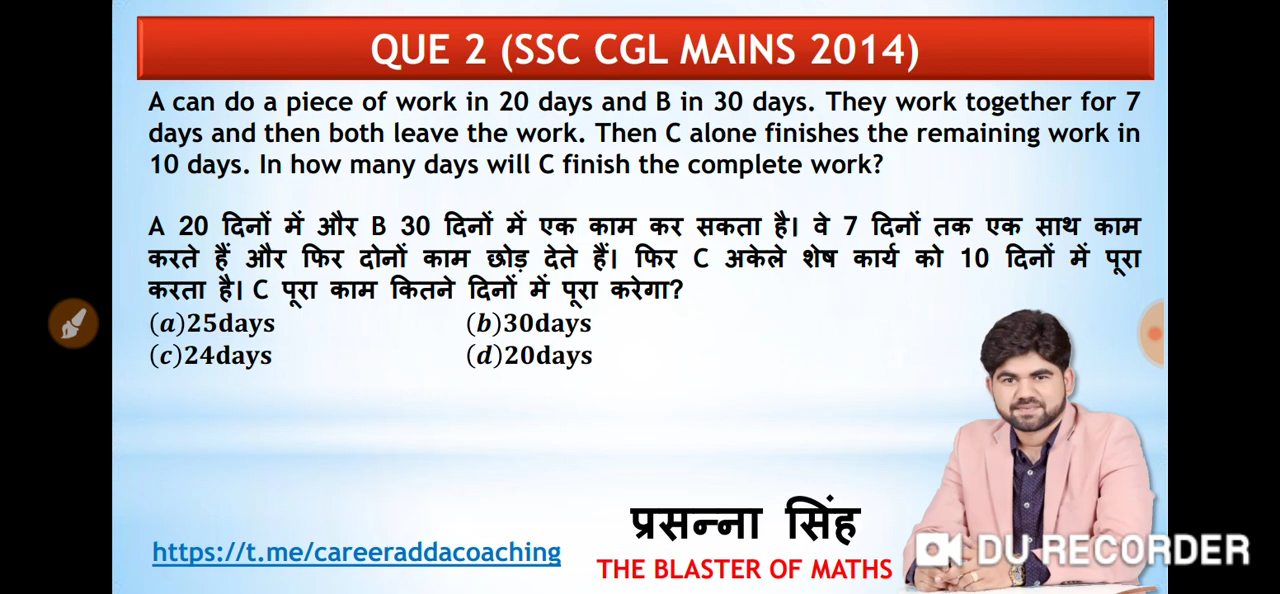 QUE 2 (SSC CGL MAINS 2014)
A can do a piece of work in 20 days and B in 30 days. They work together for 7
days and then both leave the work. Then C alone finishes the remaining work in
10 days. In how many days will C finish the complete work?
A 20 दिनों में और B 30 दिनों में एक काम कर सकता है। वे 7 दिनों तक एक साथ काम
करते हैं और फिर दोनों काम छोड़ देते हैं। फिर C अकेले शेष कार्य को 10 दिनों में पूरा
करता है। C पूरा काम कितने दिनों में पूरा करेगा?
(a)25days (b)30days
(c)24days (d)20days
प्रसन्ना सिंह
https://t.me/careeraddacoaching
THE BLASTER OF MATHS
DU RECORDER